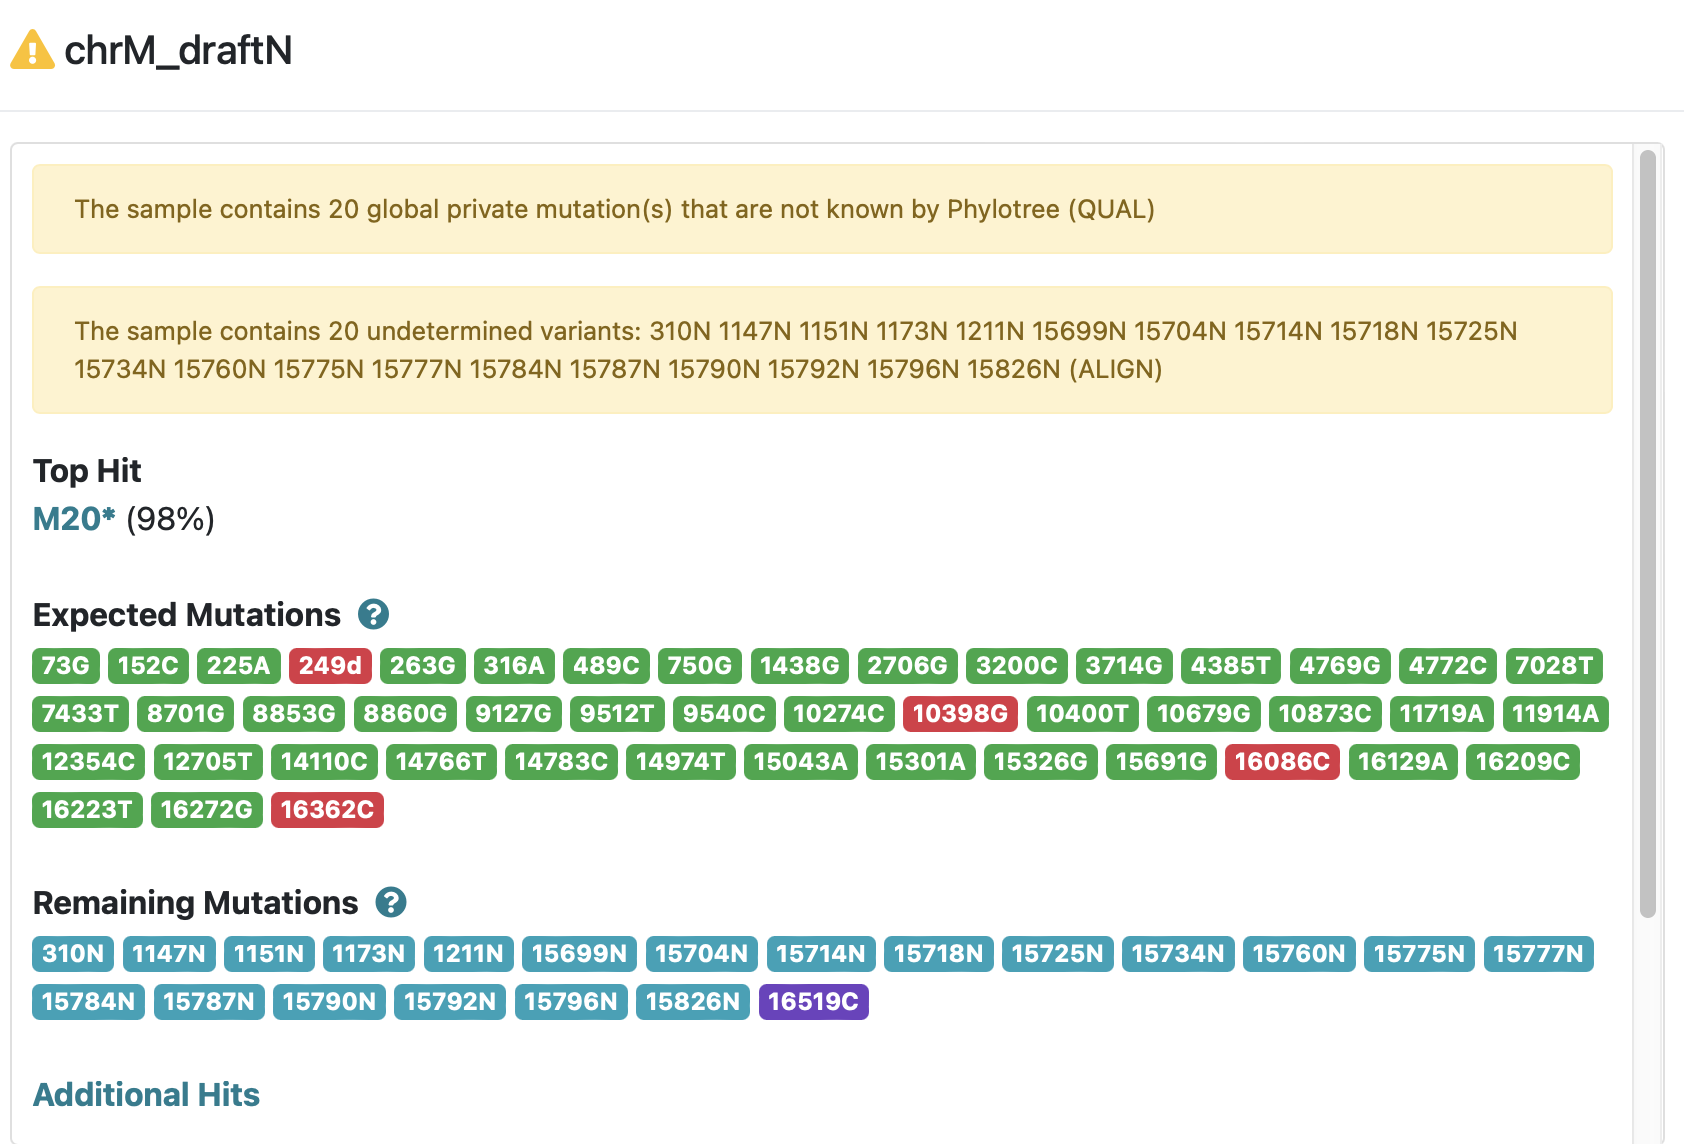 chrM_draftN
The sample contains 20 global private mutation(s) that are not known by Phylotree (QUAL)
The sample contains 20 undetermined variants: 310N 1147N 1151N 1173N 1211N 15699N 15704N 15714N 15718N 15725N
15734N 15760N 15775N 15777N 15784N 15787N 15790N 15792N 15796N 15826N (ALIGN)
Top Hit
M20* (98%)
Expected Mutations ?
73G 152C 225A 249d 263G 316A 489C 750G 1438G 2706G 3200C 3714G 4385T 4769G 4772C 7028T
7433T 8701G 8853G 8860G 9127G 9512T 9540C 10274C 10398G 10400T 10679G 10873C 11719A 11914A
12354C 12705T 14110C 14766T 14783C 14974T 15043A 15301A 15326G 15691G 16086C 16129A 16209C
16223T 16272G 16362C
Remaining Mutations ?
310N 1147N 1151N 1173N 1211N 15699N 15704N 15714N 15718N 15725N 15734N 15760N 15775N 15777N
15784N 15787N 15790N 15792N 15796N 15826N 16519C
Additional Hits